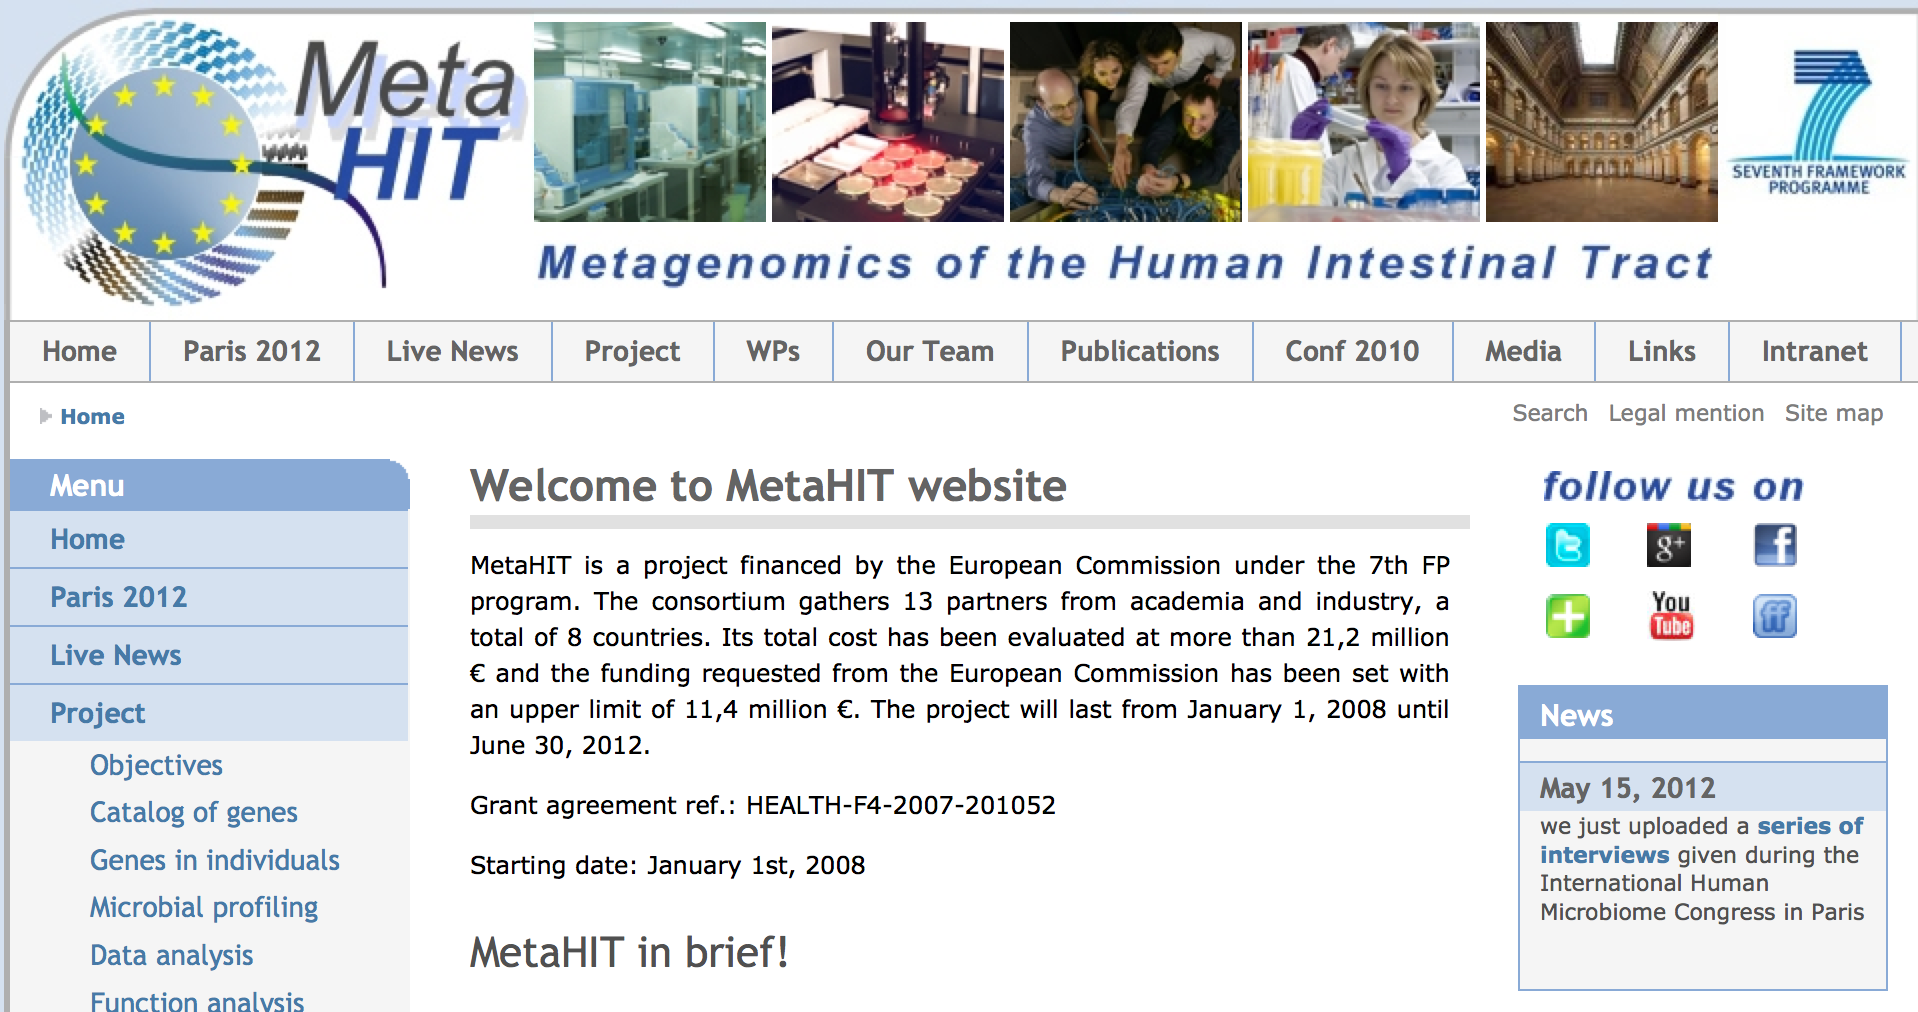 Meta
HIT
SEVENTH FRAMEWORK
PROGRAMME
Metagenomics of the Human Intestinal Tract
Home Paris 2012 Live News Project WPs Our Team Publications Conf 2010 Media Links Intranet
Home
Search Legal mention Site map
Menu
Home
Paris 2012
Live News
Project
Objectives
Catalog of genes
Genes in individuals
Microbial profiling
Data analysis
Function analysis
Welcome to MetaHIT website
MetaHIT is a project financed by the European Commission under the 7th FP
program. The consortium gathers 13 partners from academia and industry, a
total of 8 countries. Its total cost has been evaluated at more than 21,2 million
€ and the funding requested from the European Commission has been set with
an upper limit of 11,4 million €. The project will last from January 1, 2008 until
June 30, 2012.
Grant agreement ref.: HEALTH-F4-2007-201052
Starting date: January 1st, 2008
MetaHIT in brief!
follow us on
g+
f
You
Tube
ff
News
May 15, 2012
we just uploaded a series of
interviews given during the
International Human
Microbiome Congress in Paris